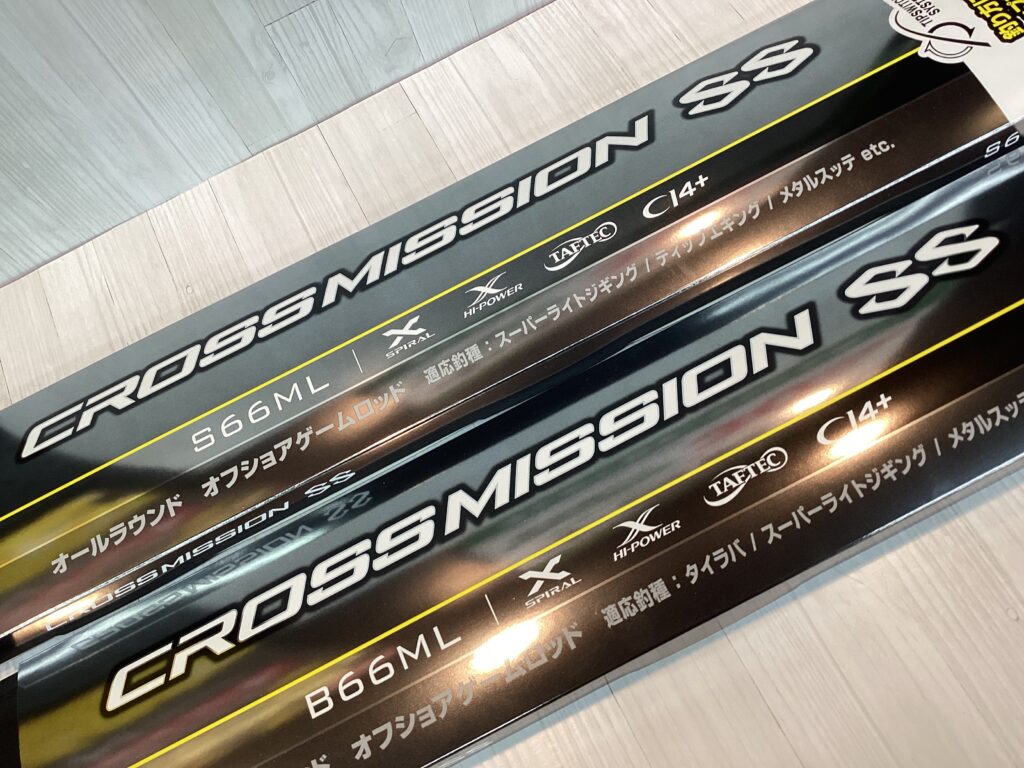 TIPSWITCH
SYSTEM
CROSSMISSION SS
S66ML | X SPIRAL X HI-POWER TAFTEC CI4+
オールラウンド オフショアゲームロッド 適応釣種：スーパーライトジギング / ティップエギング / メタルスッテ etc.
CROSSMISSION SS
S6
CROSSMISSION SS
B66ML | X SPIRAL X HI-POWER TAFTEC CI4+
オフショアゲームロッド 適応釣種：タイラバ / スーパーライトジギング / メタルスッテ